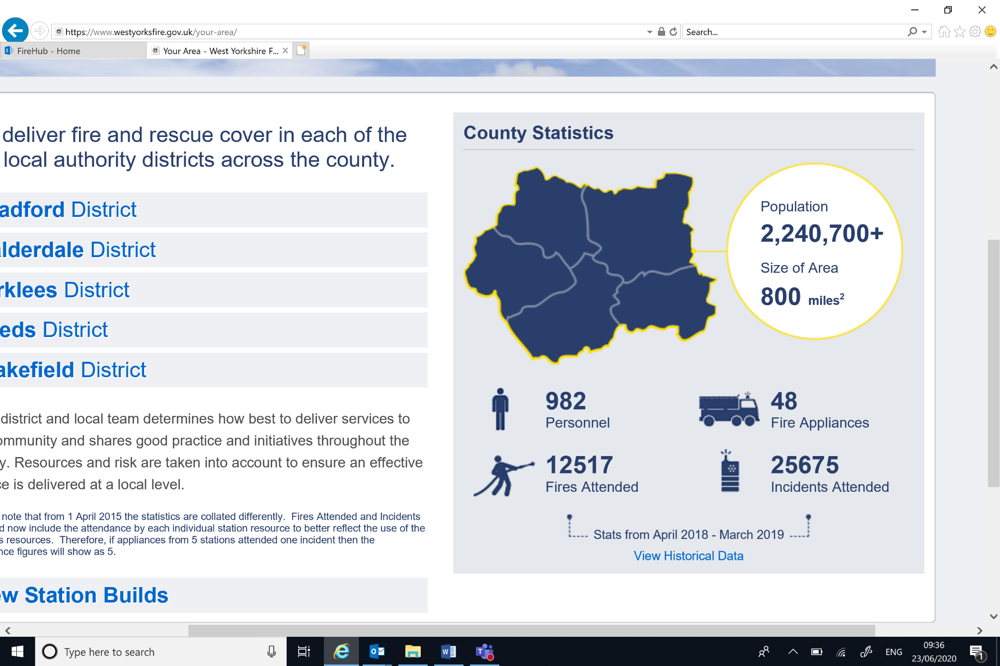 https://www.westyorksfire.gov.uk/your-area/
Search...
FireHub - Home
Your Area - West Yorkshire F...
deliver fire and rescue cover in each of the
local authority districts across the county.
adford District
lderdale District
rklees District
eds District
akefield District
district and local team determines how best to deliver services to
ommunity and shares good practice and initiatives throughout the
y. Resources and risk are taken into account to ensure an effective
ce is delivered at a local level.
note that from 1 April 2015 the statistics are collated differently. Fires Attended and Incidents
d now include the attendance by each individual station resource to better reflect the use of the
s resources. Therefore, if appliances from 5 stations attended one incident then the
nce figures will show as 5.
ew Station Builds
County Statistics
Population
2,240,700+
Size of Area
800 miles²
982
Personnel
48
Fire Appliances
12517
Fires Attended
25675
Incidents Attended
Stats from April 2018 - March 2019
View Historical Data
Type here to search
ENG
09:36
23/06/2020
1